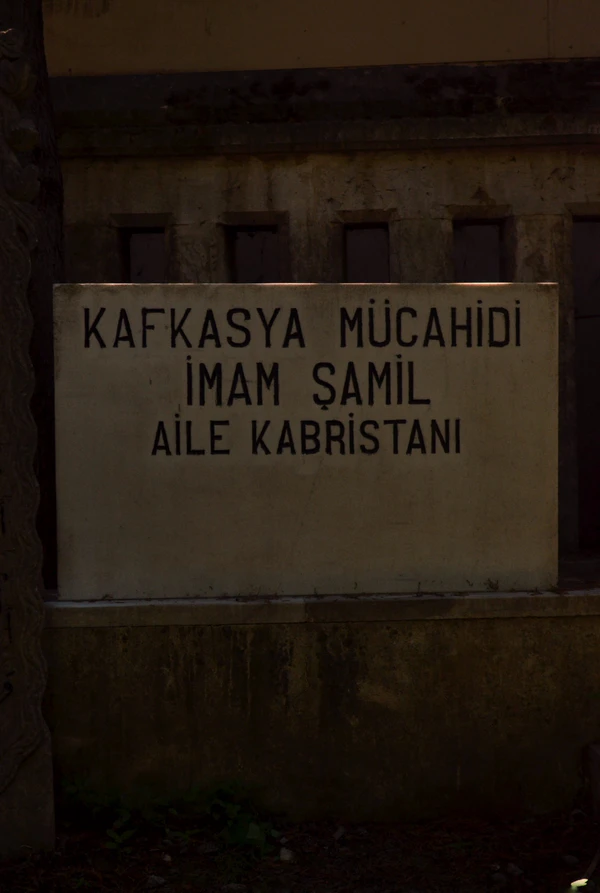 KAFKASYA MÜCAHİDİ
İMAM ŞAMİL
AİLE KABRİSTANI